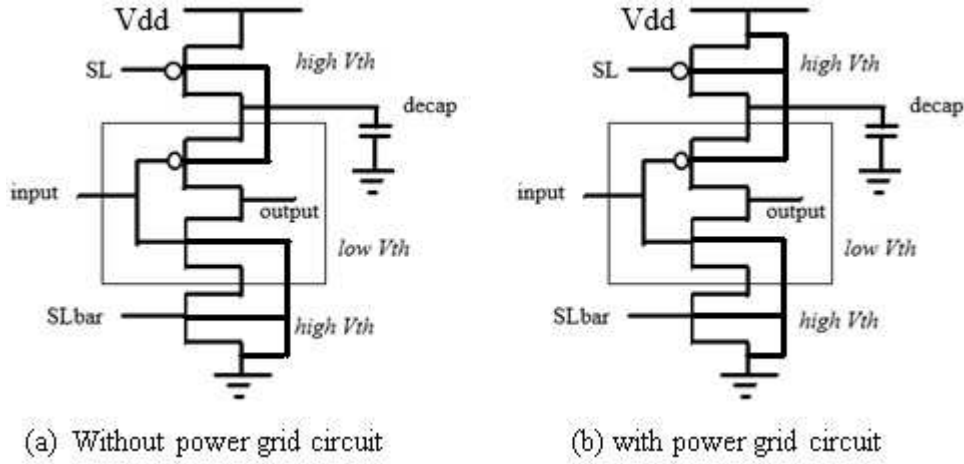 Vdd
high Vth
SL
decap
input
output
low Vth
SLbar
high Vth
(a) Without power grid circuit
Vdd
high Vth
SL
decap
input
output
low Vth
SLbar
high Vth
(b) with power grid circuit